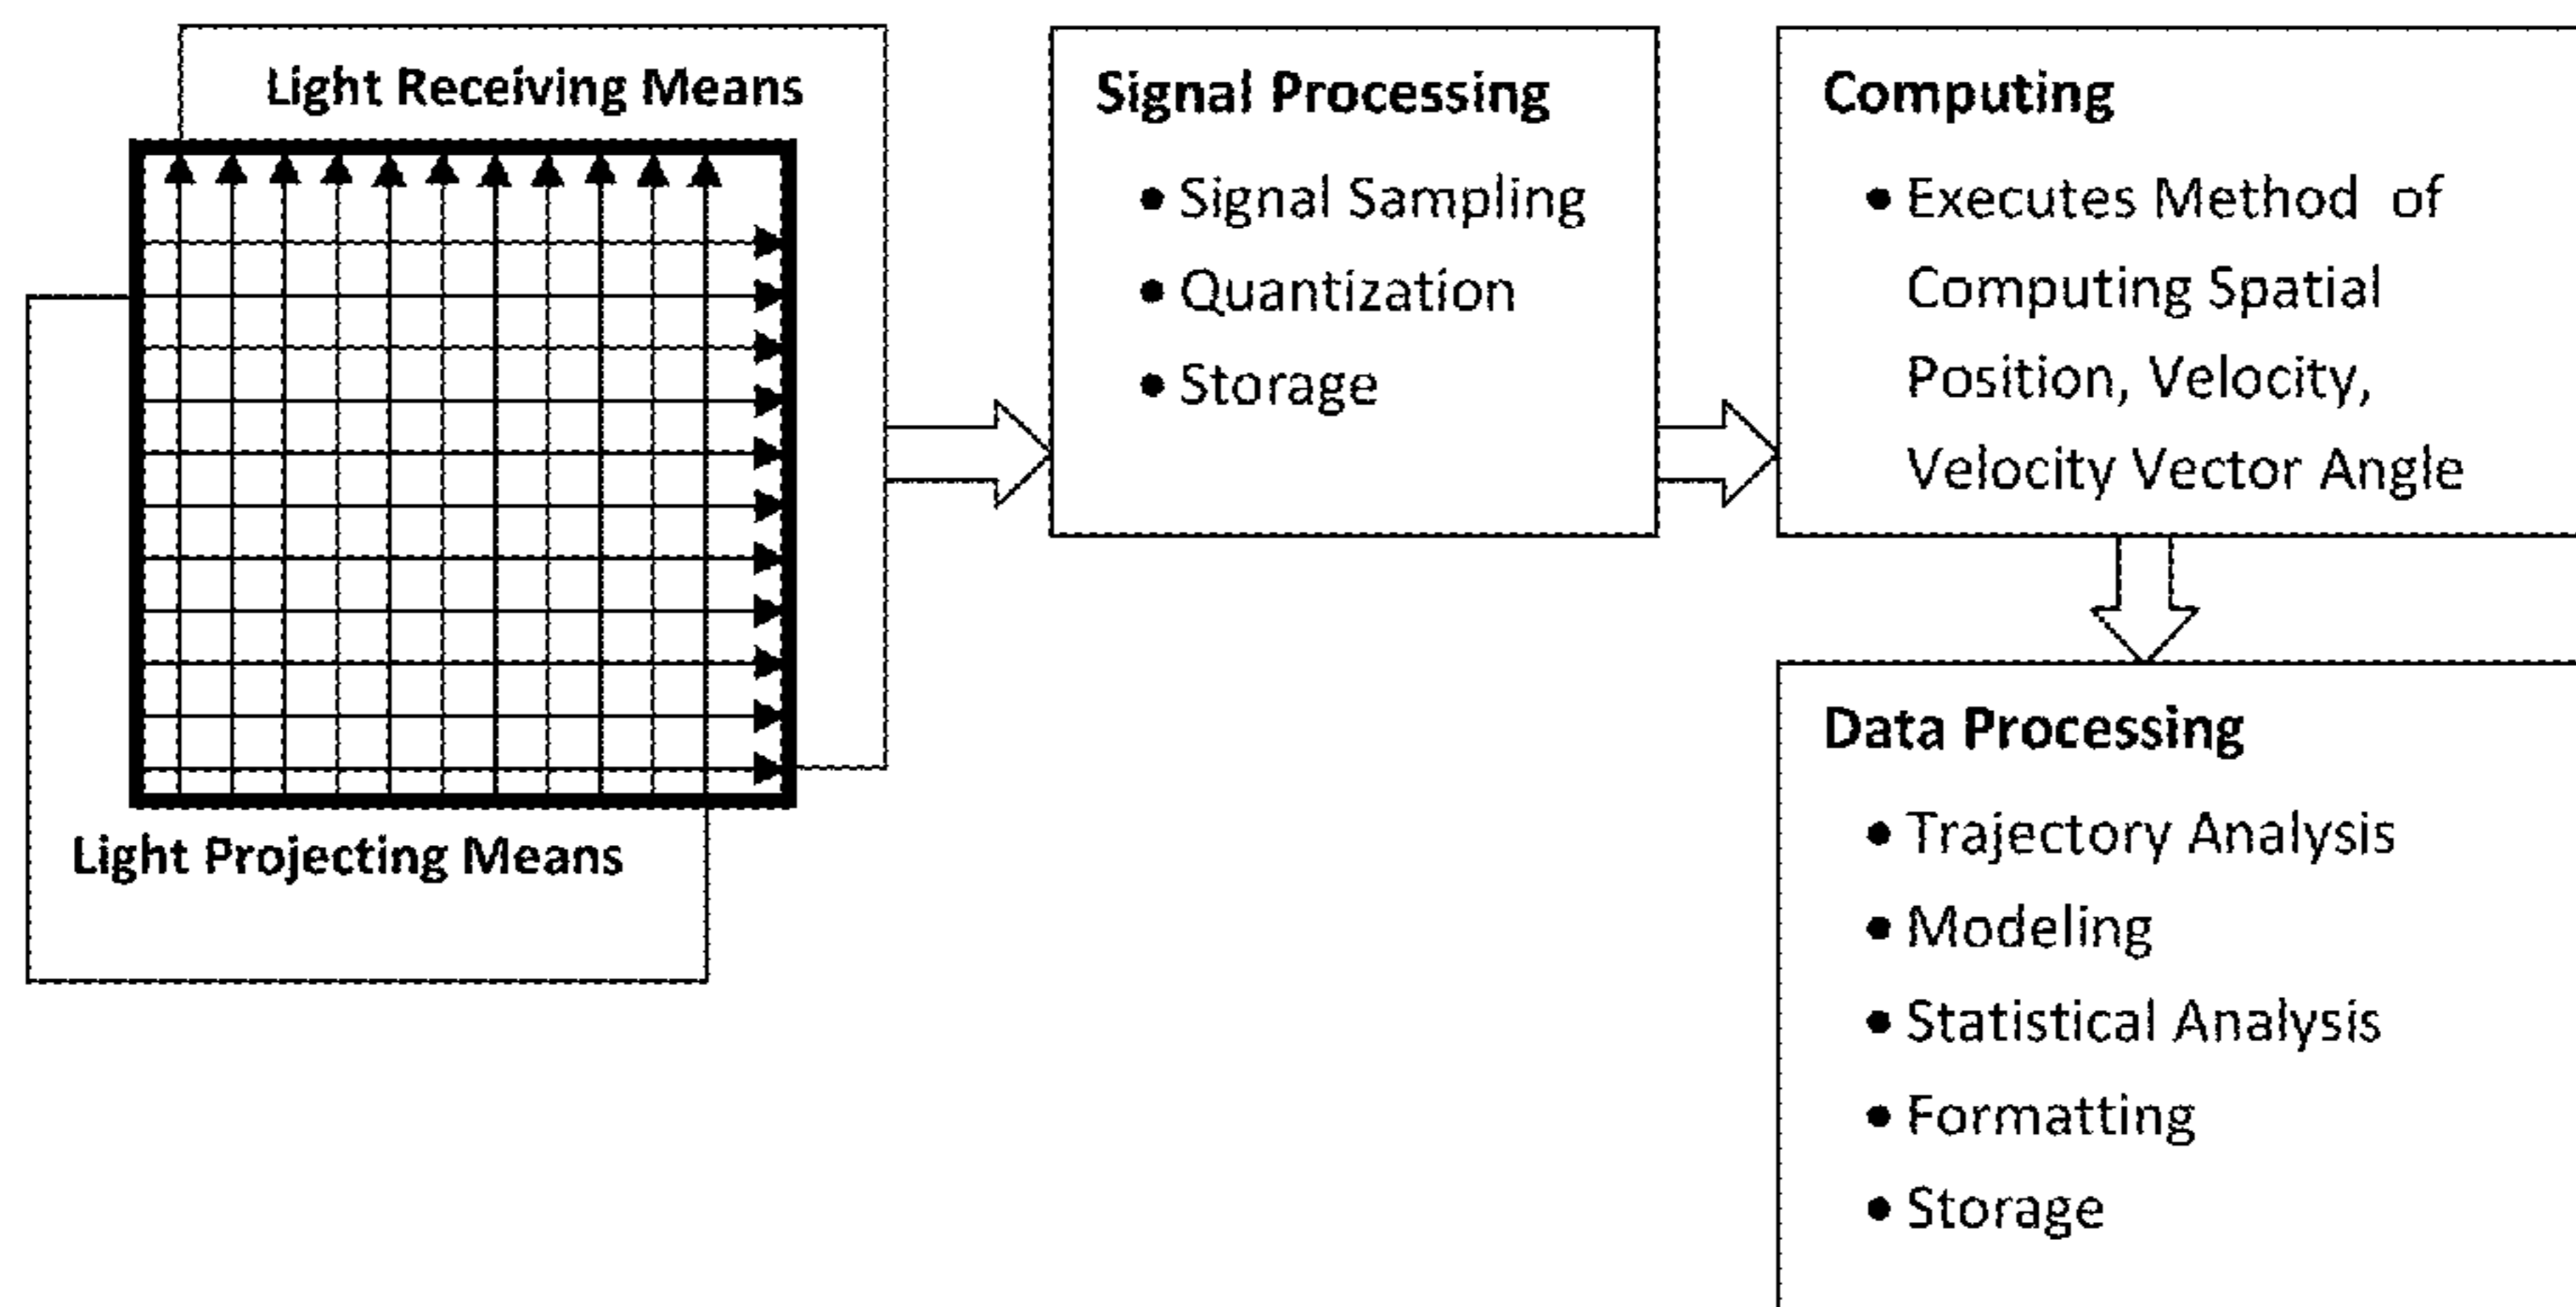 Light Receiving Means
Light Projecting Means
Signal Processing
• Signal Sampling
• Quantization
• Storage
Computing
• Executes Method of
Computing Spatial
Position, Velocity,
Velocity Vector Angle
Data Processing
• Trajectory Analysis
• Modeling
• Statistical Analysis
• Formatting
• Storage